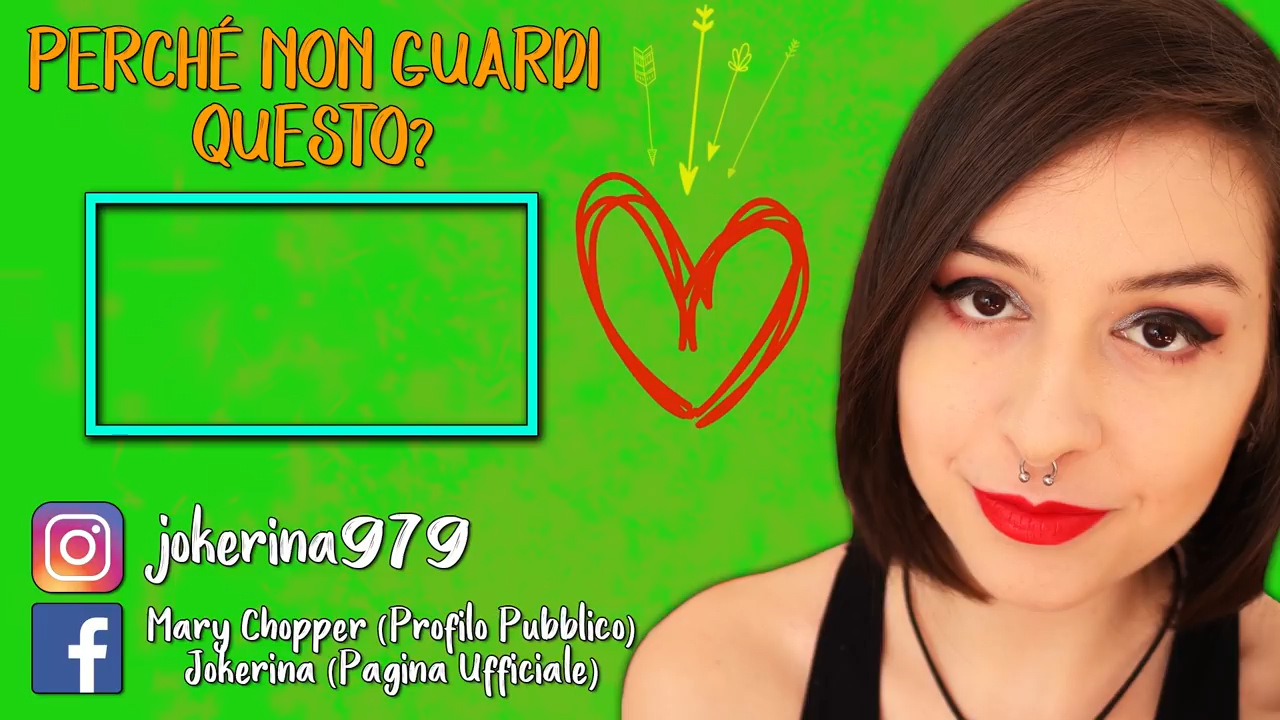 PERCHÉ NON GUARDI
QUESTO?
jokerina979
Mary Chopper (Profilo Pubblico)
Jokerina (Pagina Ufficiale)